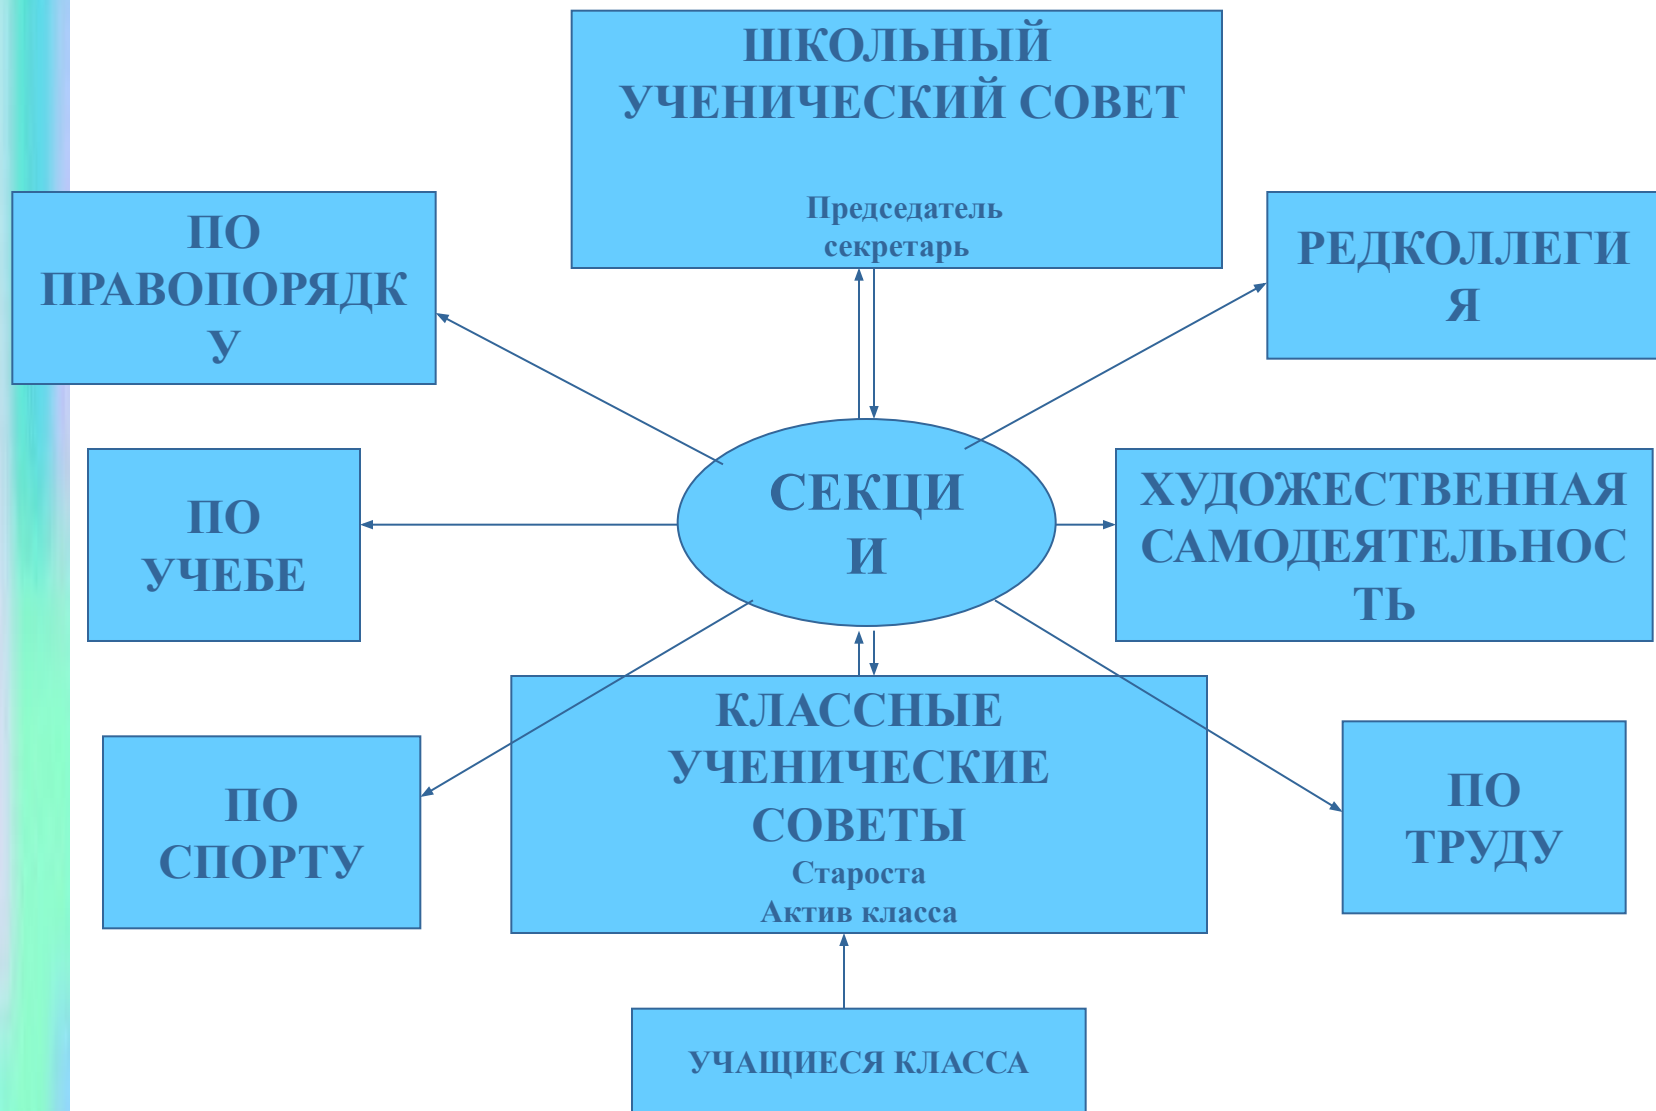 ШКОЛЬНЫЙ
УЧЕНИЧЕСКИЙ СОВЕТ
Председатель
секретарь
ПО
ПРАВОПОРЯДК
У
РЕДКОЛЛЕГИ
Я
ПО
УЧЕБЕ
СЕКЦИ
И
ХУДОЖЕСТВЕННАЯ
САМОДЕЯТЕЛЬНОС
ТЬ
ПО
СПОРТУ
КЛАССНЫЕ
УЧЕНИЧЕСКИЕ
СОВЕТЫ
Староста
Актив класса
ПО
ТРУДУ
УЧАЩИЕСЯ КЛАССА